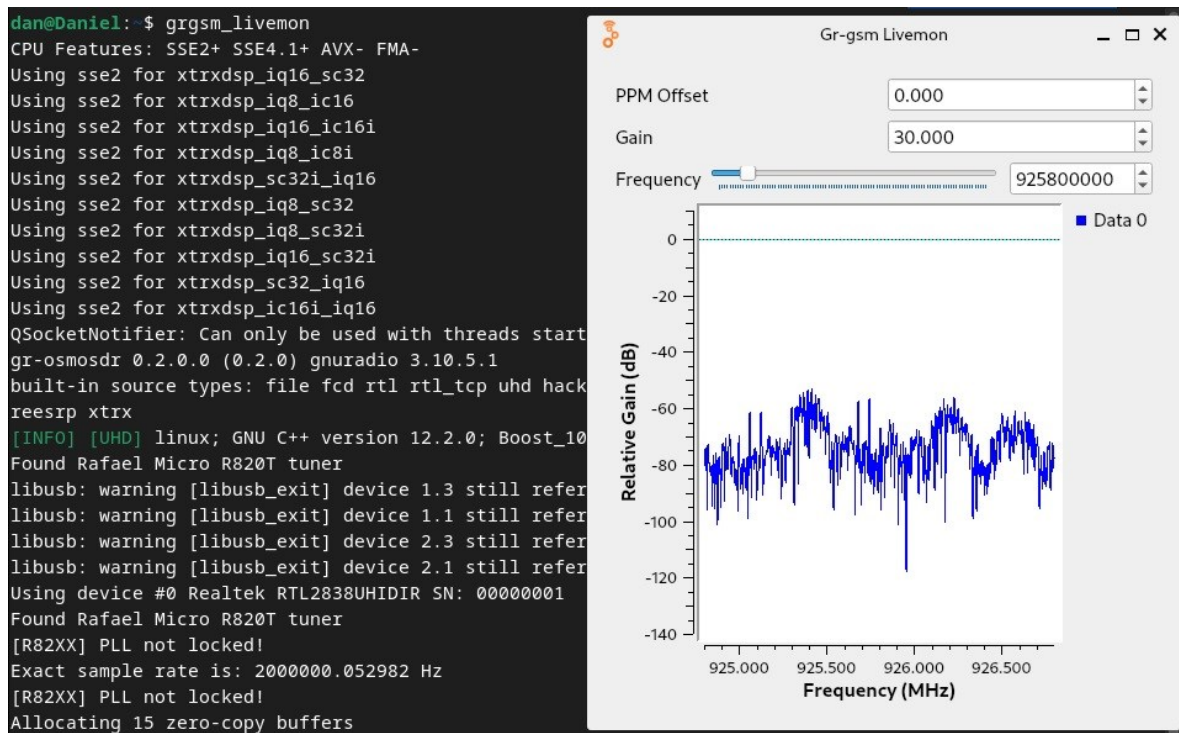 dan@Daniel:~$ grgsm_livemon
CPU Features: SSE2+ SSE4.1+ AVX- FMA-
Using sse2 for xtrxdsp_iq16_sc32
Using sse2 for xtrxdsp_iq8_ic16
Using sse2 for xtrxdsp_iq16_ic16i
Using sse2 for xtrxdsp_iq8_ic8i
Using sse2 for xtrxdsp_sc32i_iq16
Using sse2 for xtrxdsp_iq8_sc32
Using sse2 for xtrxdsp_iq8_sc32i
Using sse2 for xtrxdsp_iq16_sc32i
Using sse2 for xtrxdsp_sc32_iq16
Using sse2 for xtrxdsp_ic16i_iq16
QSocketNotifier: Can only be used with threads start
gr-osmosdr 0.2.0.0 (0.2.0) gnuradio 3.10.5.1
built-in source types: file fcd rtl rtl_tcp uhd hack
reesrp xtrx
[INFO] [UHD] linux; GNU C++ version 12.2.0; Boost_10
Found Rafael Micro R820T tuner
libusb: warning [libusb_exit] device 1.3 still refer
libusb: warning [libusb_exit] device 1.1 still refer
libusb: warning [libusb_exit] device 2.3 still refer
libusb: warning [libusb_exit] device 2.1 still refer
Using device #0 Realtek RTL2838UHIDIR SN: 00000001
Found Rafael Micro R820T tuner
[R82XX] PLL not locked!
Exact sample rate is: 2000000.052982 Hz
[R82XX] PLL not locked!
Allocating 15 zero-copy buffers
Gr-gsm Livemon
PPM Offset 0.000
Gain 30.000
Frequency 925800000
Data 0
Relative Gain (dB)
0
-20
-40
-60
-80
-100
-120
-140
925.000 925.500 926.000 926.500
Frequency (MHz)